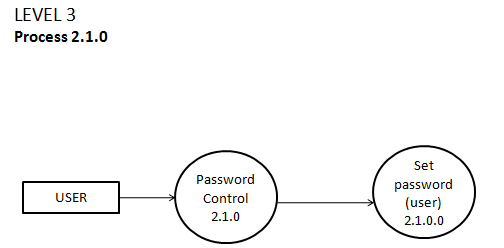 LEVEL 3
Process 2.1.0
USER
Password
Control
2.1.0
Set
password
(user)
2.1.0.0